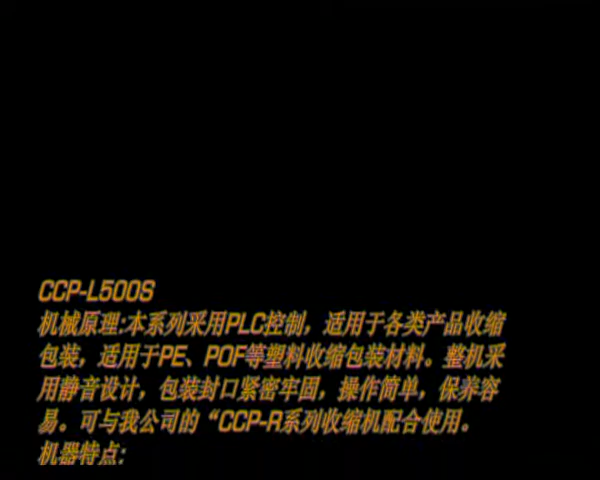 CCP-L500S
机械原理:本系列采用PLC控制，适用于各类产品收缩
包装，适用于PE、POF等塑料收缩包装材料。整机采
用静音设计，包装封口紧密牢固，操作简单，保养容
易。可与我公司的“CCP-R系列收缩机配合使用。
机器特点: